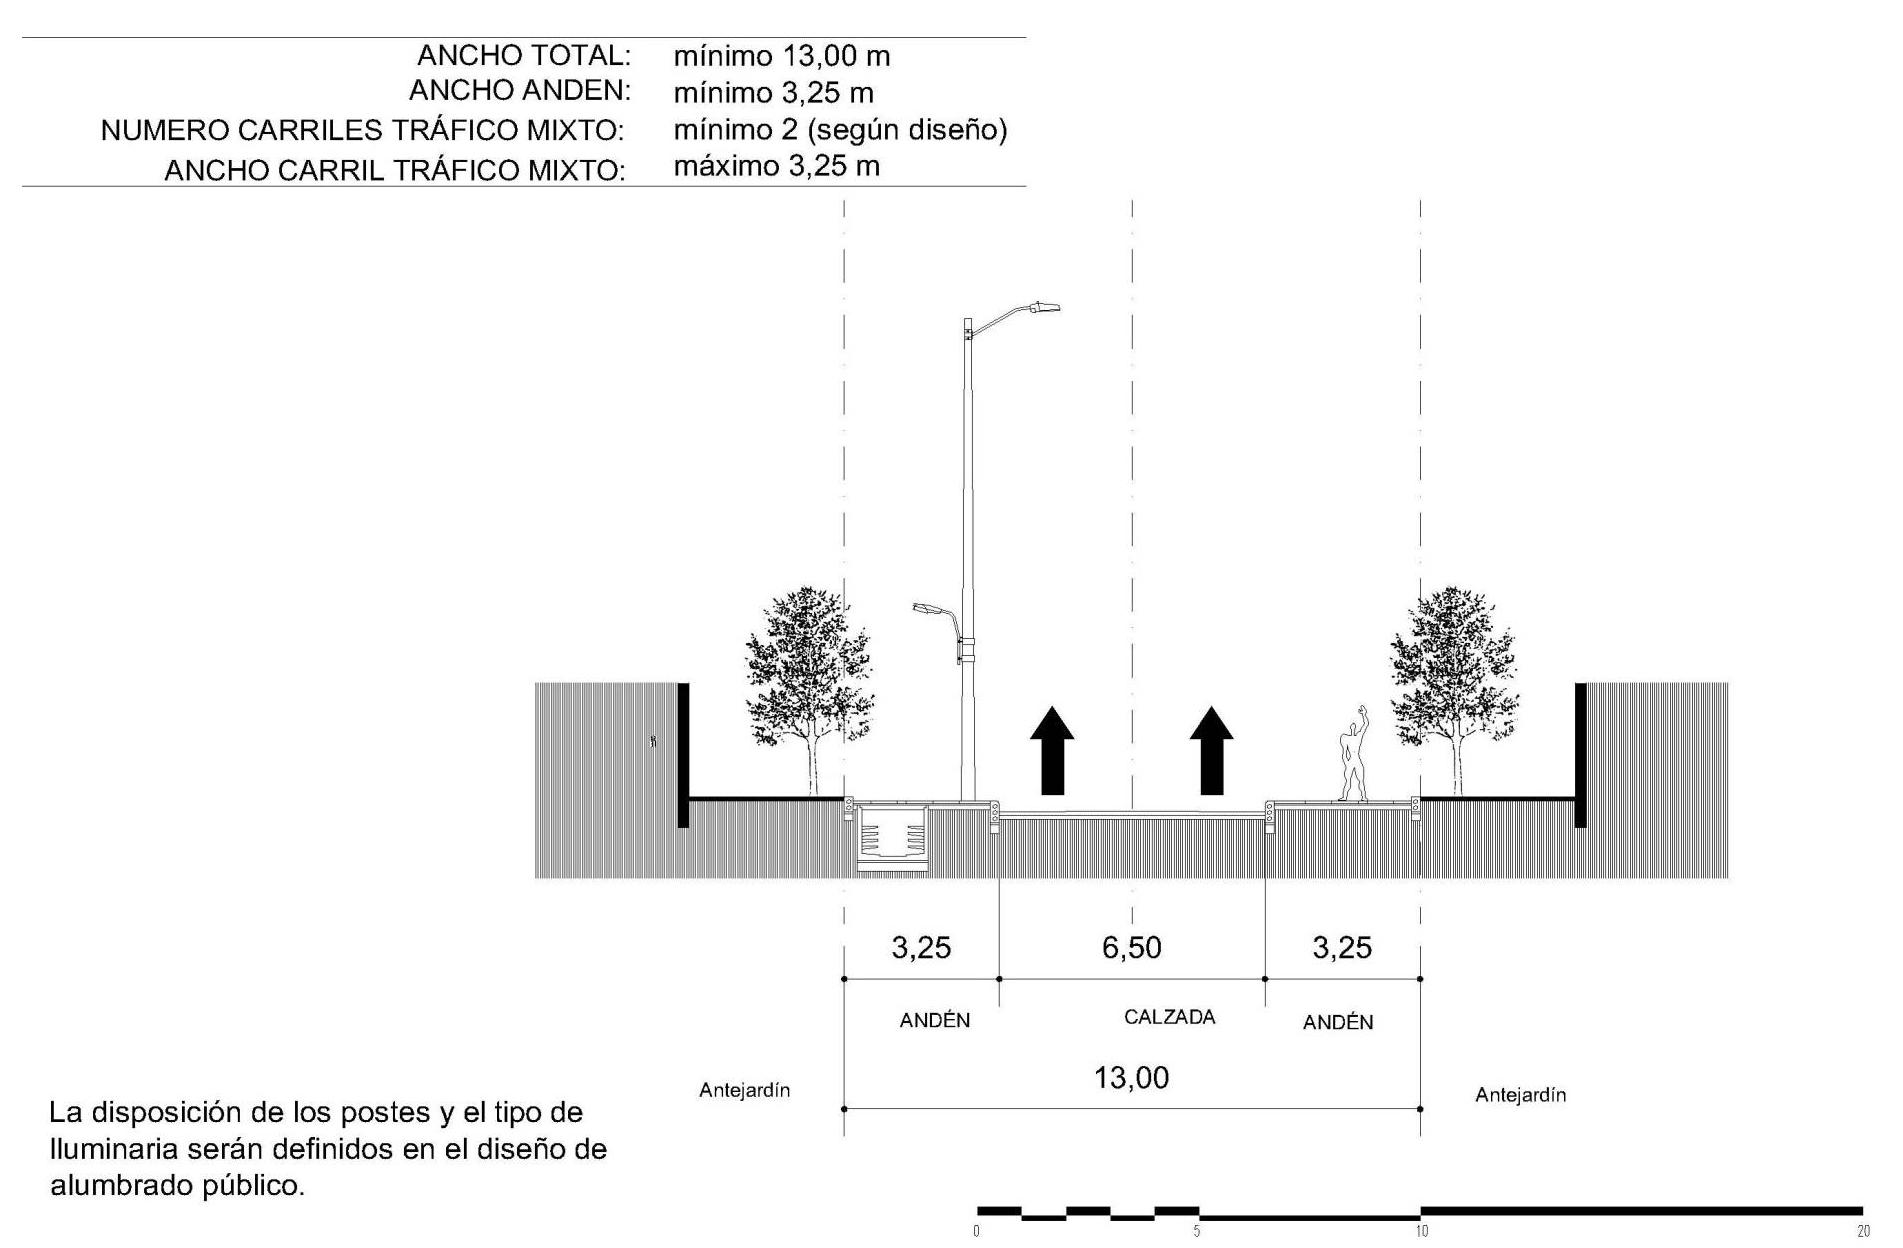 ANCHO TOTAL: mínimo 13,00 m
ANCHO ANDEN: mínimo 3,25 m
NUMERO CARRILES TRÁFICO MIXTO: mínimo 2 (según diseño)
ANCHO CARRIL TRÁFICO MIXTO: máximo 3,25 m
3,25 6,50 3,25
ANDÉN CALZADA ANDÉN
13,00
Antejardín Antejardín
La disposición de los postes y el tipo de
lluminaria serán definidos en el diseño de
alumbrado público.
0 5 10 20